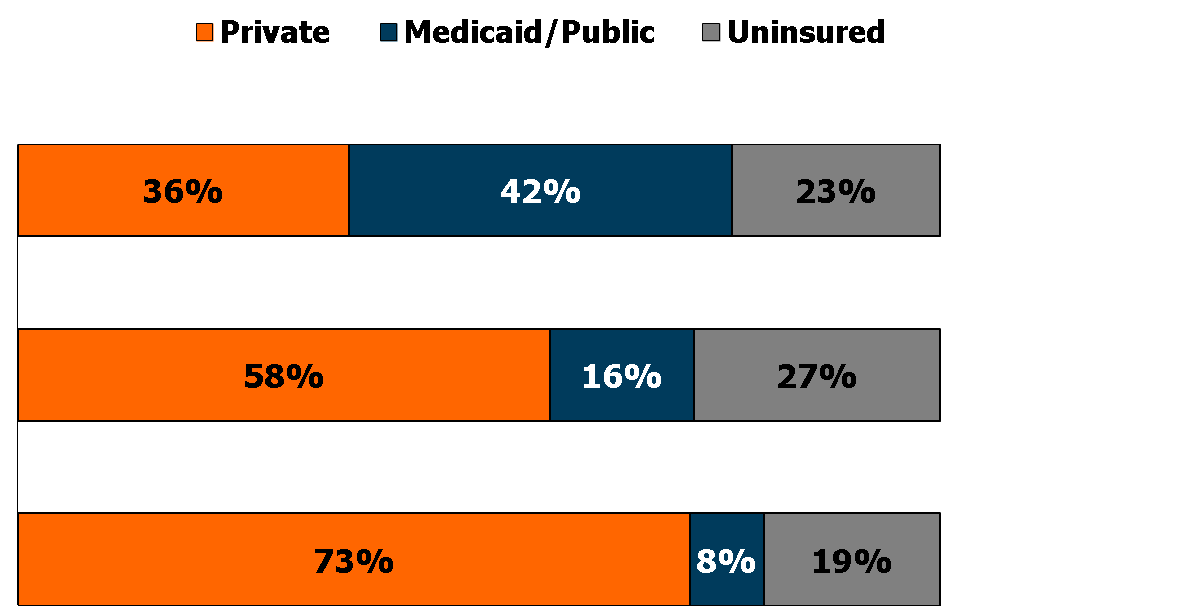 Private Medicaid/Public Uninsured
36% 42% 23%
58% 16% 27%
73% 8% 19%